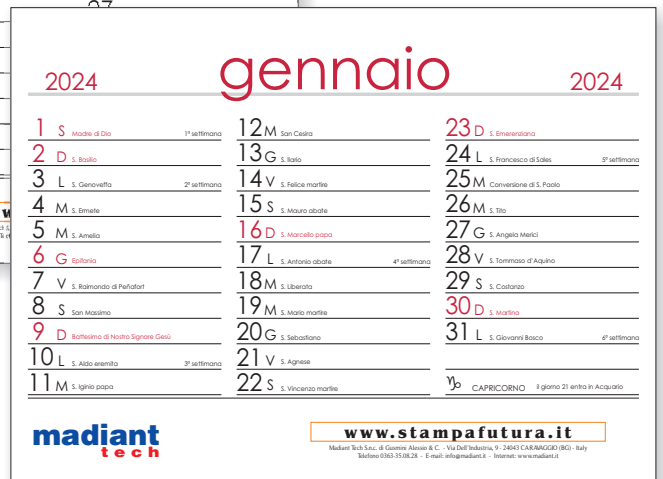 27
2024 gennaio 2024
1 S Madre di Dio 1ª settimana
2 D S. Basilio
3 L S. Genoveffa 2ª settimana
4 M S. Ermete
5 M S. Amelia
6 G Epifania
7 V S. Raimondo di Peñafort
8 S San Massimo
9 D Battesimo di Nostro Signore Gesù
10 L S. Aldo eremita 3ª settimana
11 M S. Iginio papa
12 M San Cesira
13 G S. Ilario
14 V S. Felice martire
15 S S. Mauro abate
16 D S. Marcello papa
17 L S. Antonio abate 4ª settimana
18 M S. Liberata
19 M S. Mario martire
20 G S. Sebastiano
21 V S. Agnese
22 S S. Vincenzo martire
23 D S. Emerenziana
24 L S. Francesco di Sales 5ª settimana
25 M Conversione di S. Paolo
26 M S. Tito
27 G S. Angela Merici
28 V S. Tommaso d'Aquino
29 S S. Costanzo
30 D S. Martina
31 L S. Giovanni Bosco 6ª settimana
♑ CAPRICORNO il giorno 21 entra in Acquario
madiant
tech
www.stampafutura.it
Madiant Tech S.n.c. di Gusmini Alessio & C. - Via Dell'Industria, 9 - 24043 CARAVAGGIO (BG) - Italy
Telefono 0363-35.08.28 - E-mail: info@madiant.it - Internet: www.madiant.it